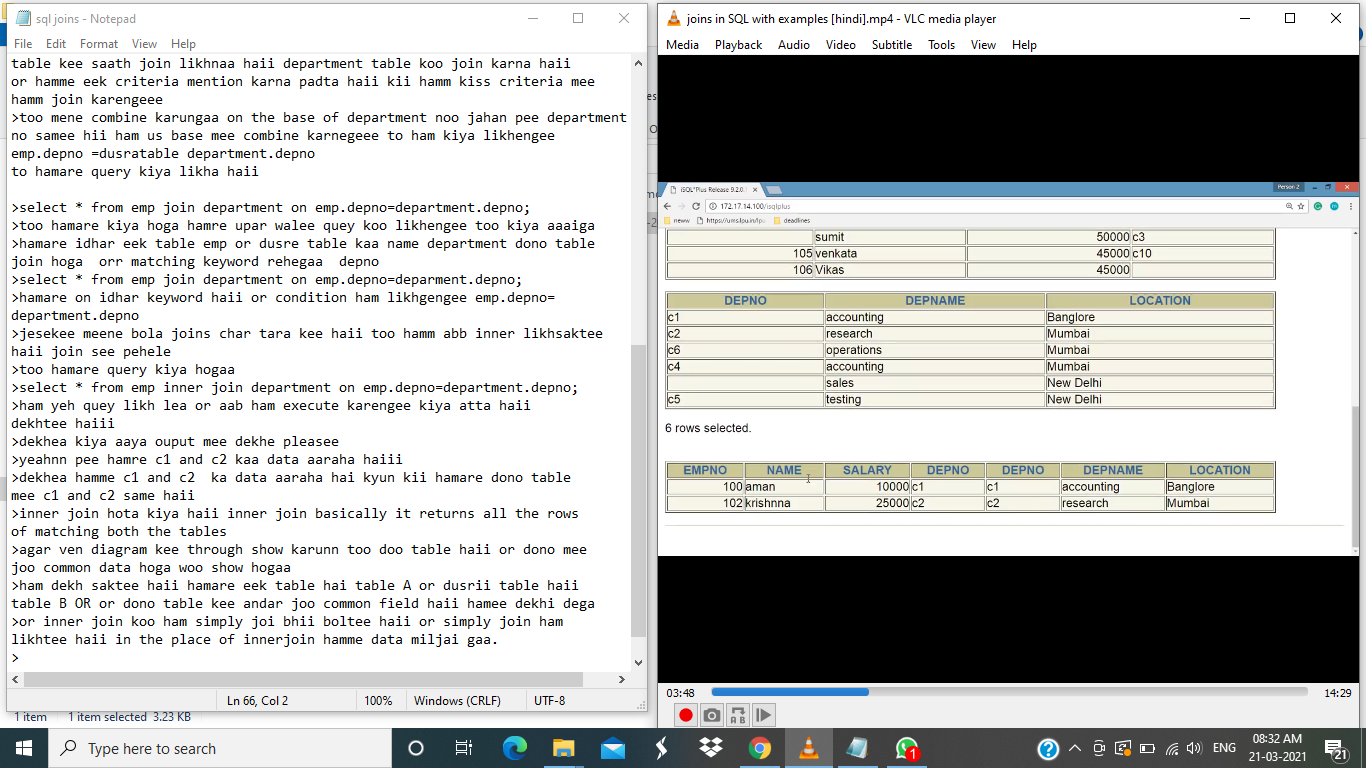 sql joins - Notepad
File Edit Format View Help
table kee saath join likhnaa haii department table koo join karna haii
or hamme eek criteria mention karna padta haii kii hamm kiss criteria mee
hamm join karengeee
>too mene combine karungaa on the base of department noo jahan pee department
no samee hii ham us base mee combine karnegeee to ham kiya likhengee
emp.depno =dusratable department.depno
to hamare query kiya likha haii
>select * from emp join department on emp.depno=department.depno;
>too hamare kiya hoga hamre upar walee quey koo likhengee too kiya aaaiga
>hamare idhar eek table emp or dusre table kaa name department dono table
join hoga  orr matching keyword rehegaa  depno
>select * from emp join department on emp.depno=deparment.depno;
>hamare on idhar keyword haii or condition ham likhgengee emp.depno=
department.depno
>jesekee meene bola joins char tara kee haii too hamm abb inner likhsaktee
haii join see pehele
>too hamare query kiya hogaa
>select * from emp inner join department on emp.depno=department.depno;
>ham yeh quey likh lea or aab ham execute karengee kiya atta haii
dekhtee haiii
>dekhea kiya aaya ouput mee dekhe pleasee
>yeahnn pee hamre c1 and c2 kaa data aaraha haiii
>dekhea hamme c1 and c2  ka data aaraha hai kyun kii hamare dono table
mee c1 and c2 same haii
>inner join hota kiya haii inner join basically it returns all the rows
of matching both the tables
>agar ven diagram kee through show karunn too doo table haii or dono mee
joo common data hoga woo show hogaa
>ham dekh saktee haii hamare eek table hai table A or dusrii table haii
table B OR or dono table kee andar joo common field haii hamee dekhi dega
>or inner join koo ham simply joi bhii boltee haii or simply join ham
likhtee haii in the place of innerjoin hamme data miljai gaa.
>
Ln 66, Col 2 100% Windows (CRLF) UTF-8
1 item 1 item selected 3.23 KB
joins in SQL with examples [hindi].mp4 - VLC media player
Media Playback Audio Video Subtitle Tools View Help
iSQL*Plus Release 9.2.0. Person 2
172.17.14.100/isqlplus
neww https://ums.lpu.in/lpu deadlines
sumit 50000 c3
105 venkata 45000 c10
106 Vikas 45000
DEPNO DEPNAME LOCATION
c1 accounting Banglore
c2 research Mumbai
c6 operations Mumbai
c4 accounting Mumbai
sales New Delhi
c5 testing New Delhi
6 rows selected.
EMPNO NAME SALARY DEPNO DEPNO DEPNAME LOCATION
100 aman 10000 c1 c1 accounting Banglore
102 krishnna 25000 c2 c2 research Mumbai
03:48 14:29
Type here to search
1
ENG
08:32 AM
21-03-2021
21